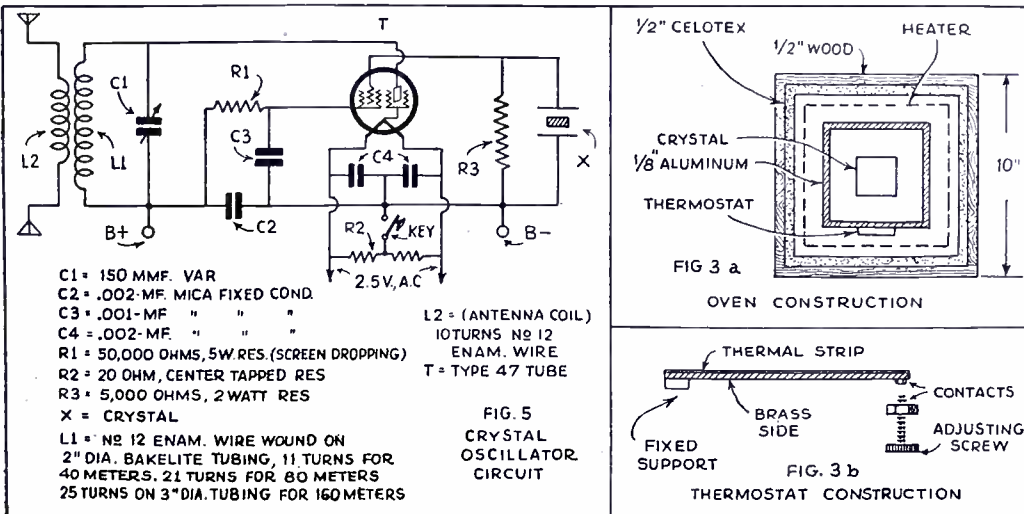 T
R1
C1
C3
C4
R3
X
L2
L1
B+
C2
R2
KEY
B-
2.5V, A.C
C1 = 150 MMF. VAR
C2 = .002-MF. MICA FIXED COND.
C3 = .001-MF " " "
C4 = .002-MF. " " "
R1 = 50,000 OHMS, 5W. RES. (SCREEN DROPPING)
R2 = 20 OHM, CENTER TAPPED RES
R3 = 5,000 OHMS, 2 WATT RES
X = CRYSTAL
L1 = Nº 12 ENAM. WIRE WOUND ON
2" DIA. BAKELITE TUBING, 11 TURNS FOR
40 METERS. 21 TURNS FOR 80 METERS
25 TURNS ON 3" DIA. TUBING FOR 160 METERS
L2 = (ANTENNA COIL)
10 TURNS Nº 12
ENAM. WIRE
T = TYPE 47 TUBE
FIG. 5
CRYSTAL
OSCILLATOR
CIRCUIT
1/2" CELOTEX
1/2" WOOD
HEATER
CRYSTAL
1/8" ALUMINUM
THERMOSTAT
10"
FIG 3 a
OVEN CONSTRUCTION
THERMAL STRIP
CONTACTS
BRASS
SIDE
FIXED
SUPPORT
ADJUSTING
SCREW
FIG. 3 b
THERMOSTAT CONSTRUCTION